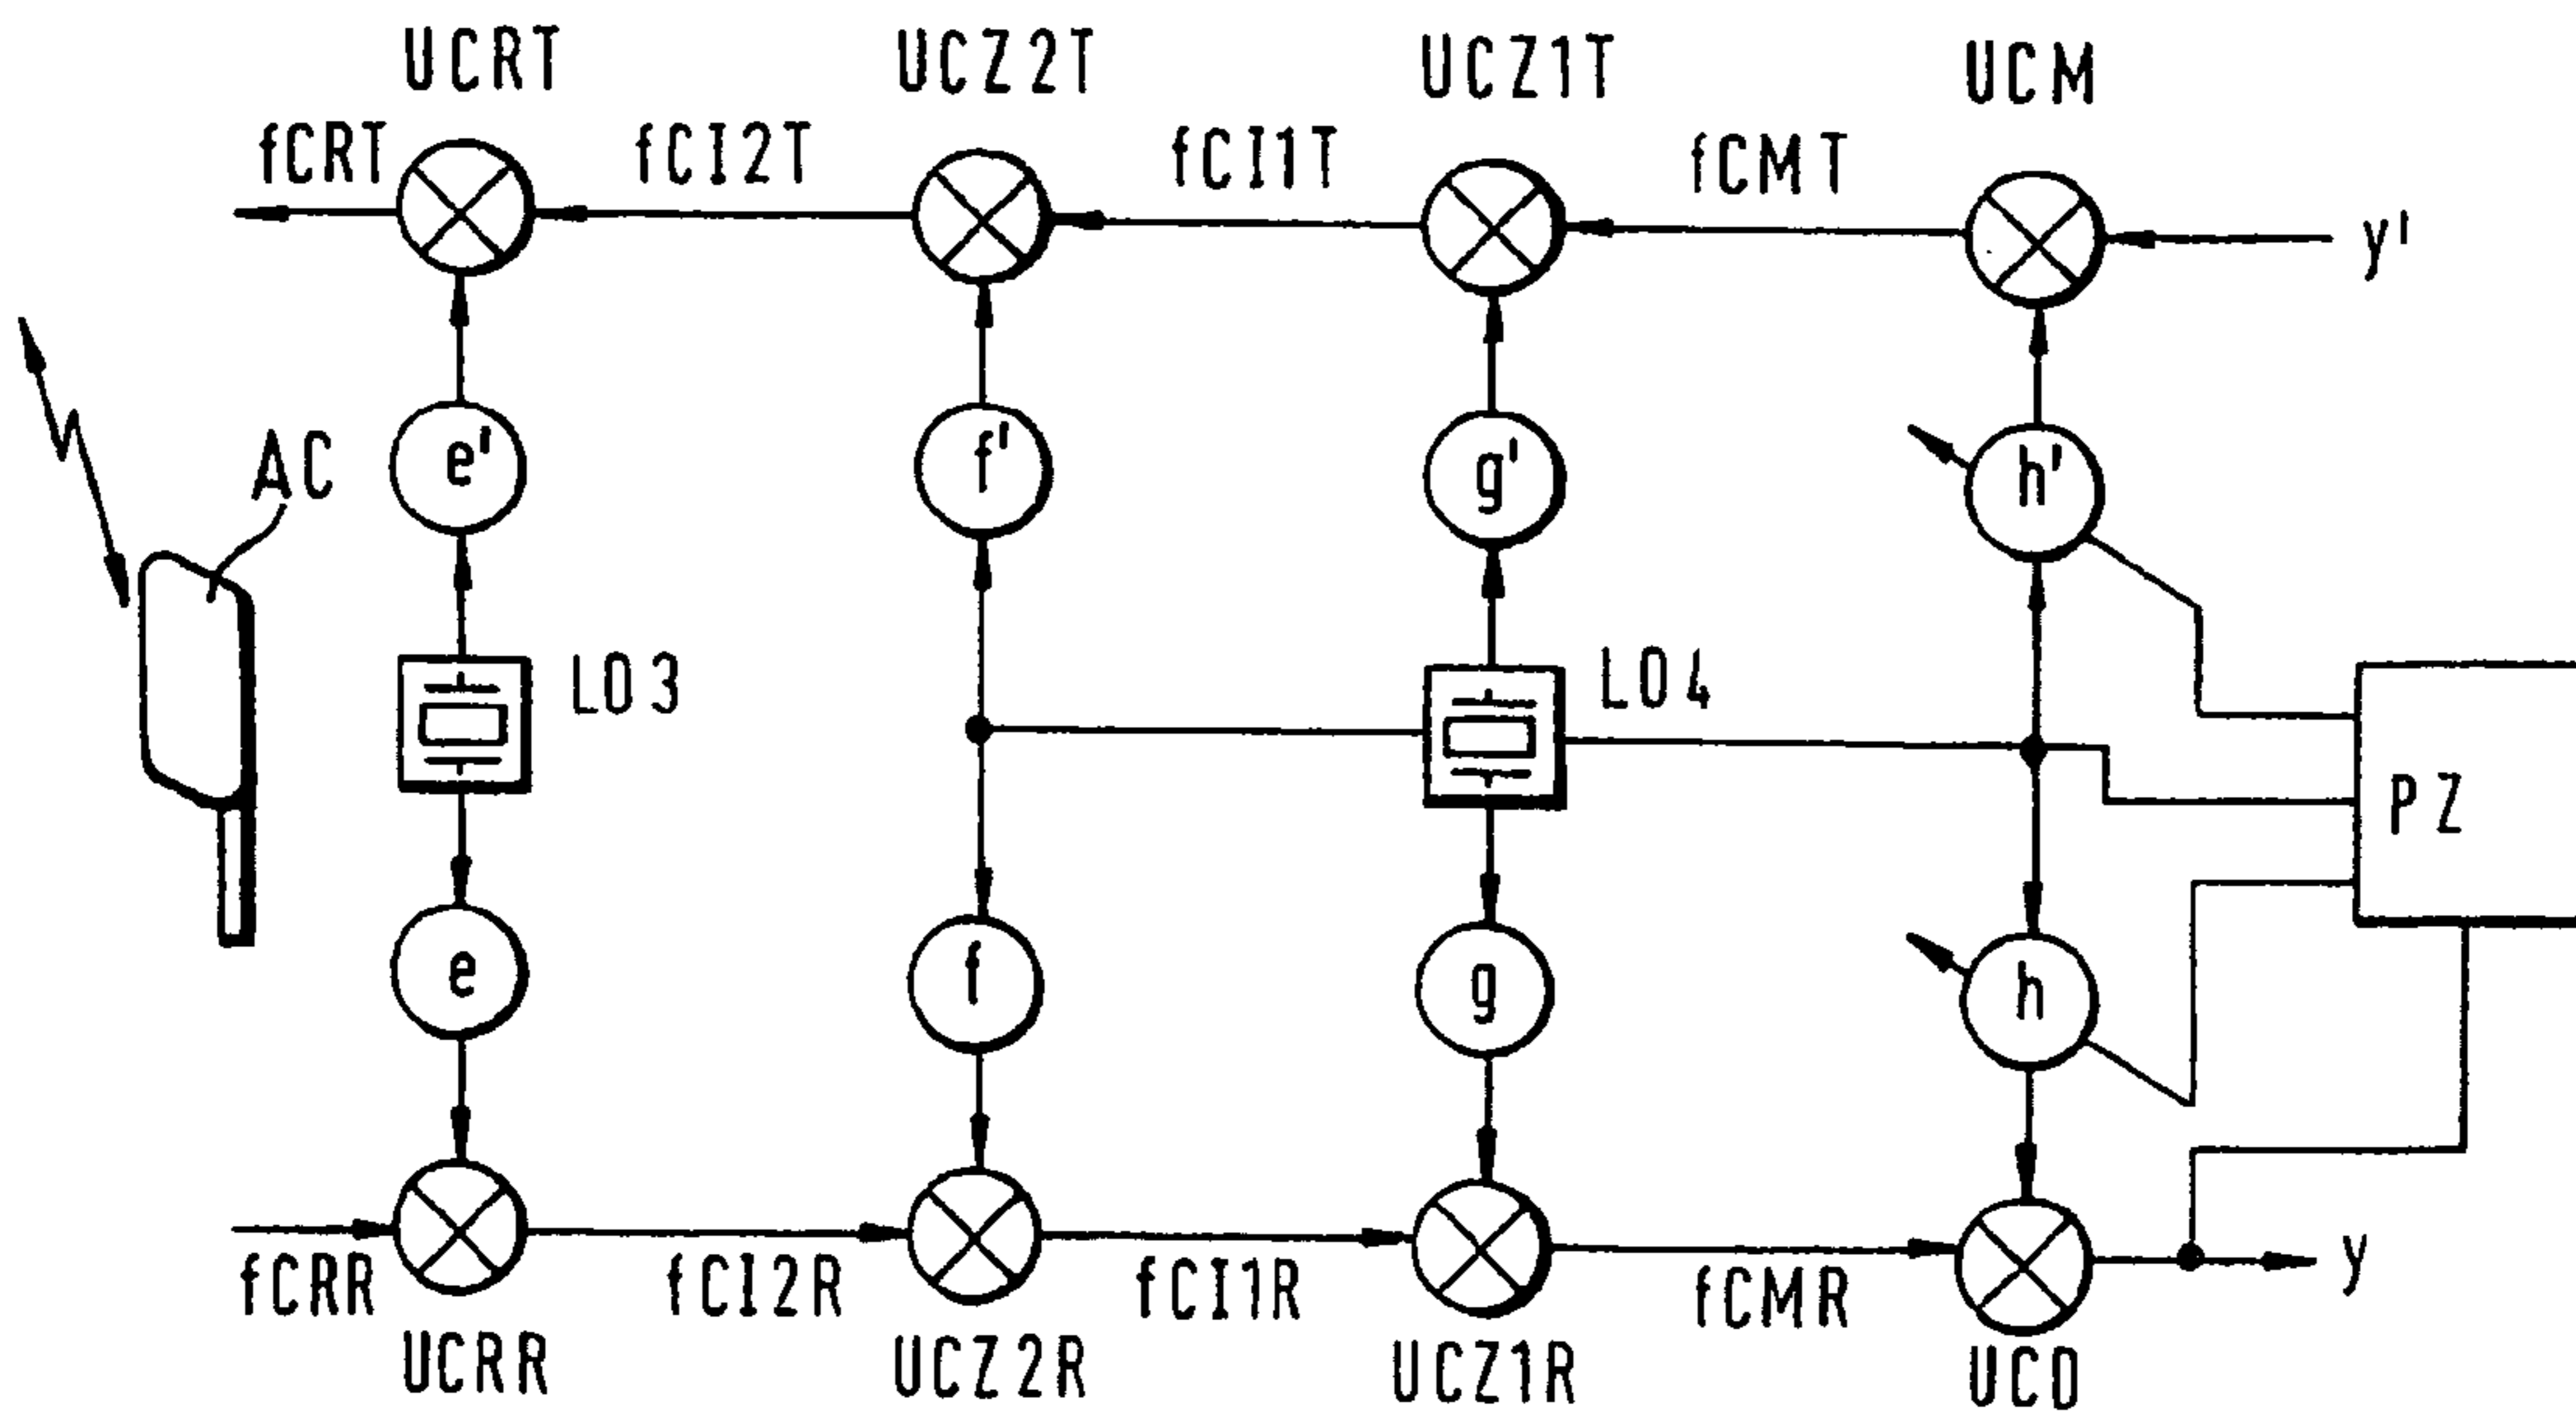 UCRT UCZ2T UCZ1T UCM
fCRT fCI2T fCI1T fCMT
y'
e' f' g' h'
AC
LO3 LO4
PZ
e f g h
fCRR fCI2R fCI1R fCMR y
UCRR UCZ2R UCZ1R UCD